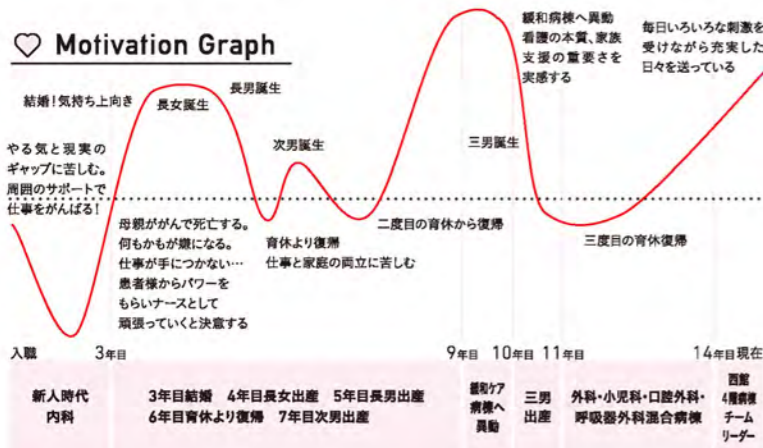 Motivation Graph
結婚!気持ち上向き
長女誕生
長男誕生
やる気と現実の
ギャップに苦しむ。
周囲のサポートで
仕事をがんばる!
母親ががんで死亡する。
何もかもが嫌になる。
仕事が手につかない…
患者様からパワーを
もらいナースとして
頑張っていくと決意する
次男誕生
育休より復帰
仕事と家庭の両立に苦しむ
二度目の育休から復帰
緩和病棟へ異動
看護の本質、家族
支援の重要さを
実感する
三男誕生
三度目の育休復帰
毎日いろいろな刺激を
受けながら充実した
日々を送っている
入職 3年目 9年目 10年目 11年目 14年目 現在
新人時代
内科
3年目結婚 4年目長女出産 5年目長男出産
6年目育休より復帰 7年目次男出産
緩和ケア
病棟へ
異動
三男
出産
外科・小児科・口腔外科・
呼吸器外科混合病棟
西館
4階病棟
チーム
リーダー